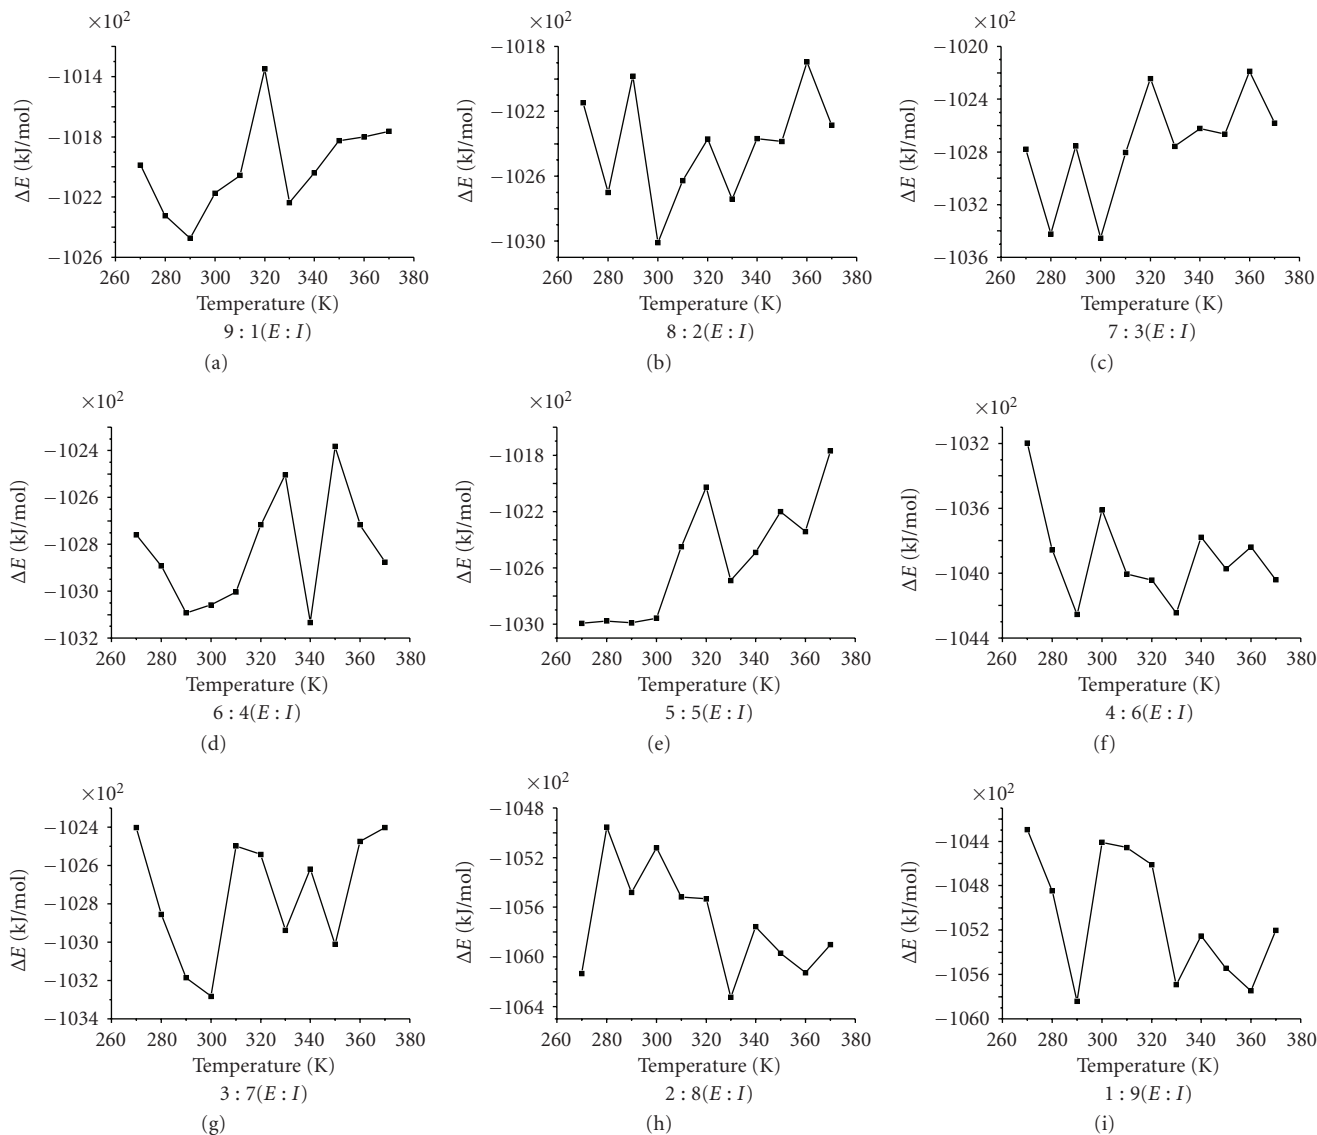 ×10²
−1014
−1018
−1022
−1026
ΔE (kJ/mol)
260 280 300 320 340 360 380
Temperature (K)
9 : 1(E : I)
(a)
×10²
−1018
−1022
−1026
−1030
ΔE (kJ/mol)
260 280 300 320 340 360 380
Temperature (K)
8 : 2(E : I)
(b)
×10²
−1020
−1024
−1028
−1032
−1036
ΔE (kJ/mol)
260 280 300 320 340 360 380
Temperature (K)
7 : 3(E : I)
(c)
×10²
−1024
−1026
−1028
−1030
−1032
ΔE (kJ/mol)
260 280 300 320 340 360 380
Temperature (K)
6 : 4(E : I)
(d)
×10²
−1018
−1022
−1026
−1030
ΔE (kJ/mol)
260 280 300 320 340 360 380
Temperature (K)
5 : 5(E : I)
(e)
×10²
−1032
−1036
−1040
−1044
ΔE (kJ/mol)
260 280 300 320 340 360 380
Temperature (K)
4 : 6(E : I)
(f)
×10²
−1024
−1026
−1028
−1030
−1032
−1034
ΔE (kJ/mol)
260 280 300 320 340 360 380
Temperature (K)
3 : 7(E : I)
(g)
×10²
−1048
−1052
−1056
−1060
−1064
ΔE (kJ/mol)
260 280 300 320 340 360 380
Temperature (K)
2 : 8(E : I)
(h)
×10²
−1044
−1048
−1052
−1056
−1060
ΔE (kJ/mol)
260 280 300 320 340 360 380
Temperature (K)
1 : 9(E : I)
(i)